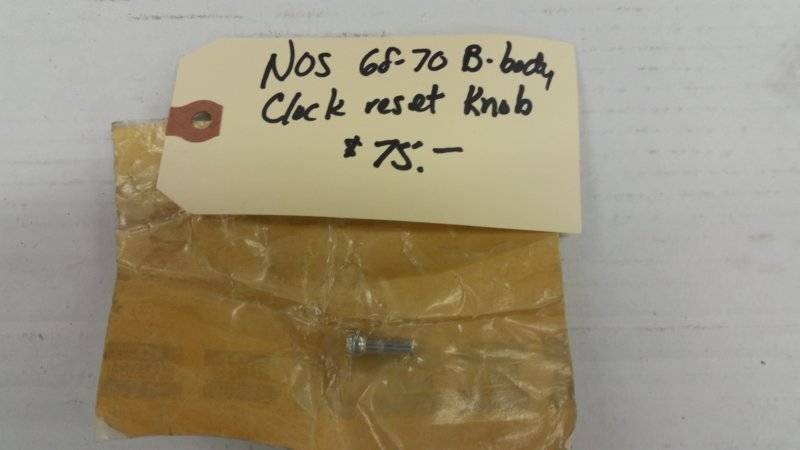 NOS 68-70 B-body
Clock reset Knob
$75.—